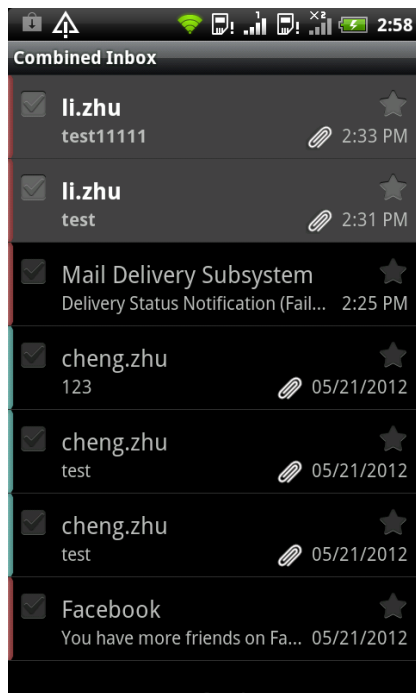 2:58
Combined Inbox
li.zhu
test11111 2:33 PM
li.zhu
test 2:31 PM
Mail Delivery Subsystem
Delivery Status Notification (Fail... 2:25 PM
cheng.zhu
123 05/21/2012
cheng.zhu
test 05/21/2012
cheng.zhu
test 05/21/2012
Facebook
You have more friends on Fa... 05/21/2012